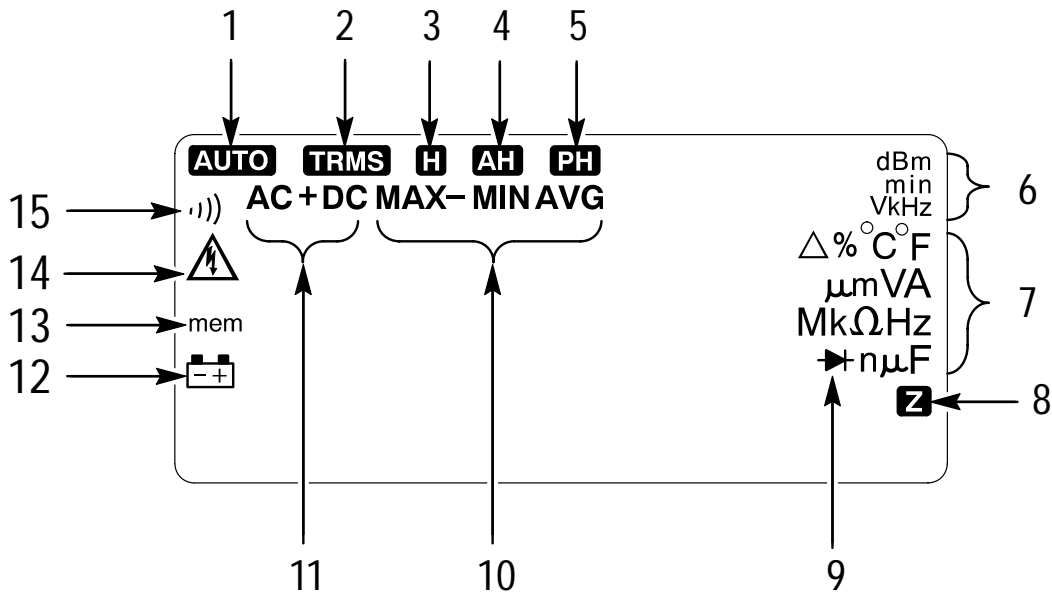 1 2 3 4 5
AUTO TRMS H AH PH
AC+DC MAX–MIN AVG
dBm
min
VkHz
6
15
△%°C°F
14
μmVA
7
13
mem
MkΩHz
12
− +
nμF
Z
8
11 10 9